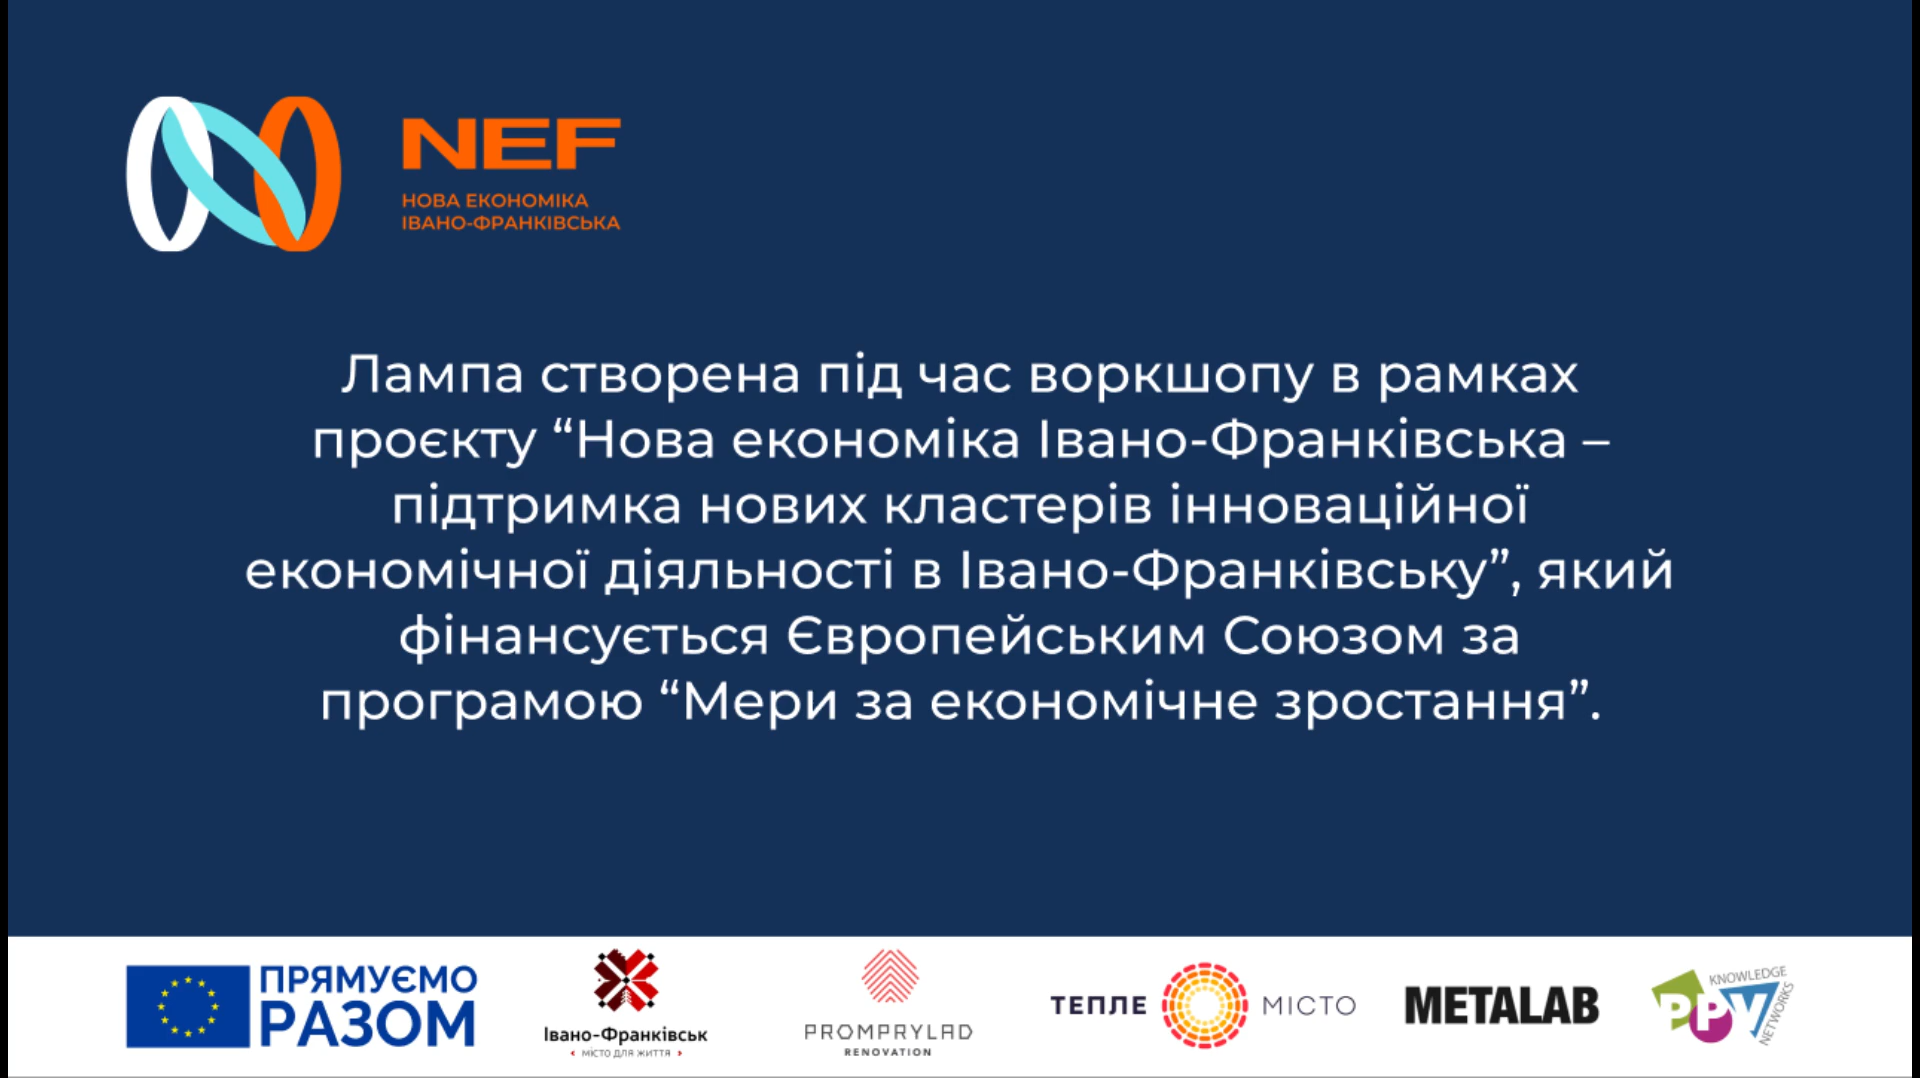 NEF
НОВА ЕКОНОМІКА
ІВАНО-ФРАНКІВСЬКА
Лампа створена під час воркшопу в рамках
проєкту “Нова економіка Івано-Франківська –
підтримка нових кластерів інноваційної
економічної діяльності в Івано-Франківську”, який
фінансується Європейським Союзом за
програмою “Мери за економічне зростання”.
ПРЯМУЄМО
РАЗОМ
Івано-Франківськ
МІСТО ДЛЯ ЖИТТЯ
PROMPRYLAD
RENOVATION
ТЕПЛЕ МІСТО
METALAB
PPV
KNOWLEDGE
NETWORKS